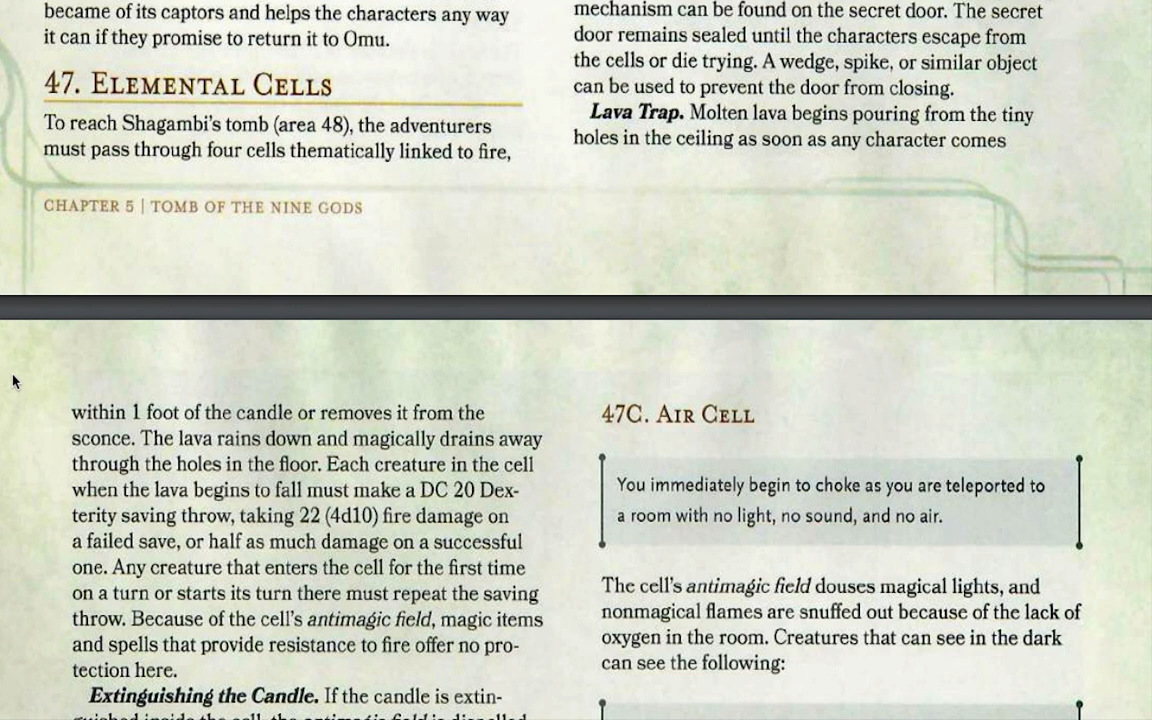 became of its captors and helps the characters any way
it can if they promise to return it to Omu.
47. Elemental Cells
To reach Shagambi's tomb (area 48), the adventurers
must pass through four cells thematically linked to fire,
mechanism can be found on the secret door. The secret
door remains sealed until the characters escape from
the cells or die trying. A wedge, spike, or similar object
can be used to prevent the door from closing.
Lava Trap. Molten lava begins pouring from the tiny
holes in the ceiling as soon as any character comes
CHAPTER 5 | TOMB OF THE NINE GODS
within 1 foot of the candle or removes it from the
sconce. The lava rains down and magically drains away
through the holes in the floor. Each creature in the cell
when the lava begins to fall must make a DC 20 Dex-
terity saving throw, taking 22 (4d10) fire damage on
a failed save, or half as much damage on a successful
one. Any creature that enters the cell for the first time
on a turn or starts its turn there must repeat the saving
throw. Because of the cell's antimagic field, magic items
and spells that provide resistance to fire offer no pro-
tection here.
Extinguishing the Candle. If the candle is extin-
guished inside the cell, the antimagic field is dispelled
47C. Air Cell
You immediately begin to choke as you are teleported to
a room with no light, no sound, and no air.
The cell's antimagic field douses magical lights, and
nonmagical flames are snuffed out because of the lack of
oxygen in the room. Creatures that can see in the dark
can see the following: